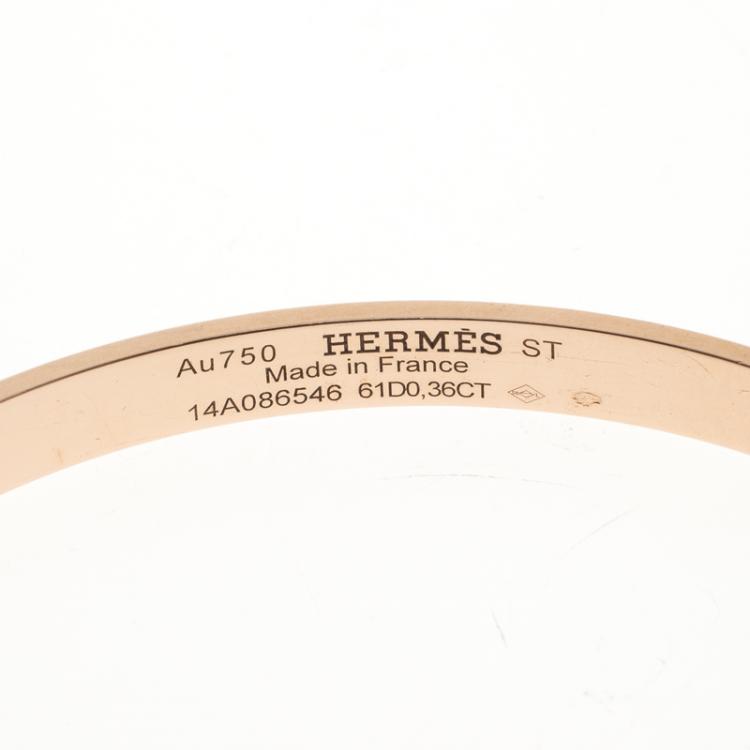 Au750 HERMÈS ST
Made in France
14A086546 61D0,36CT